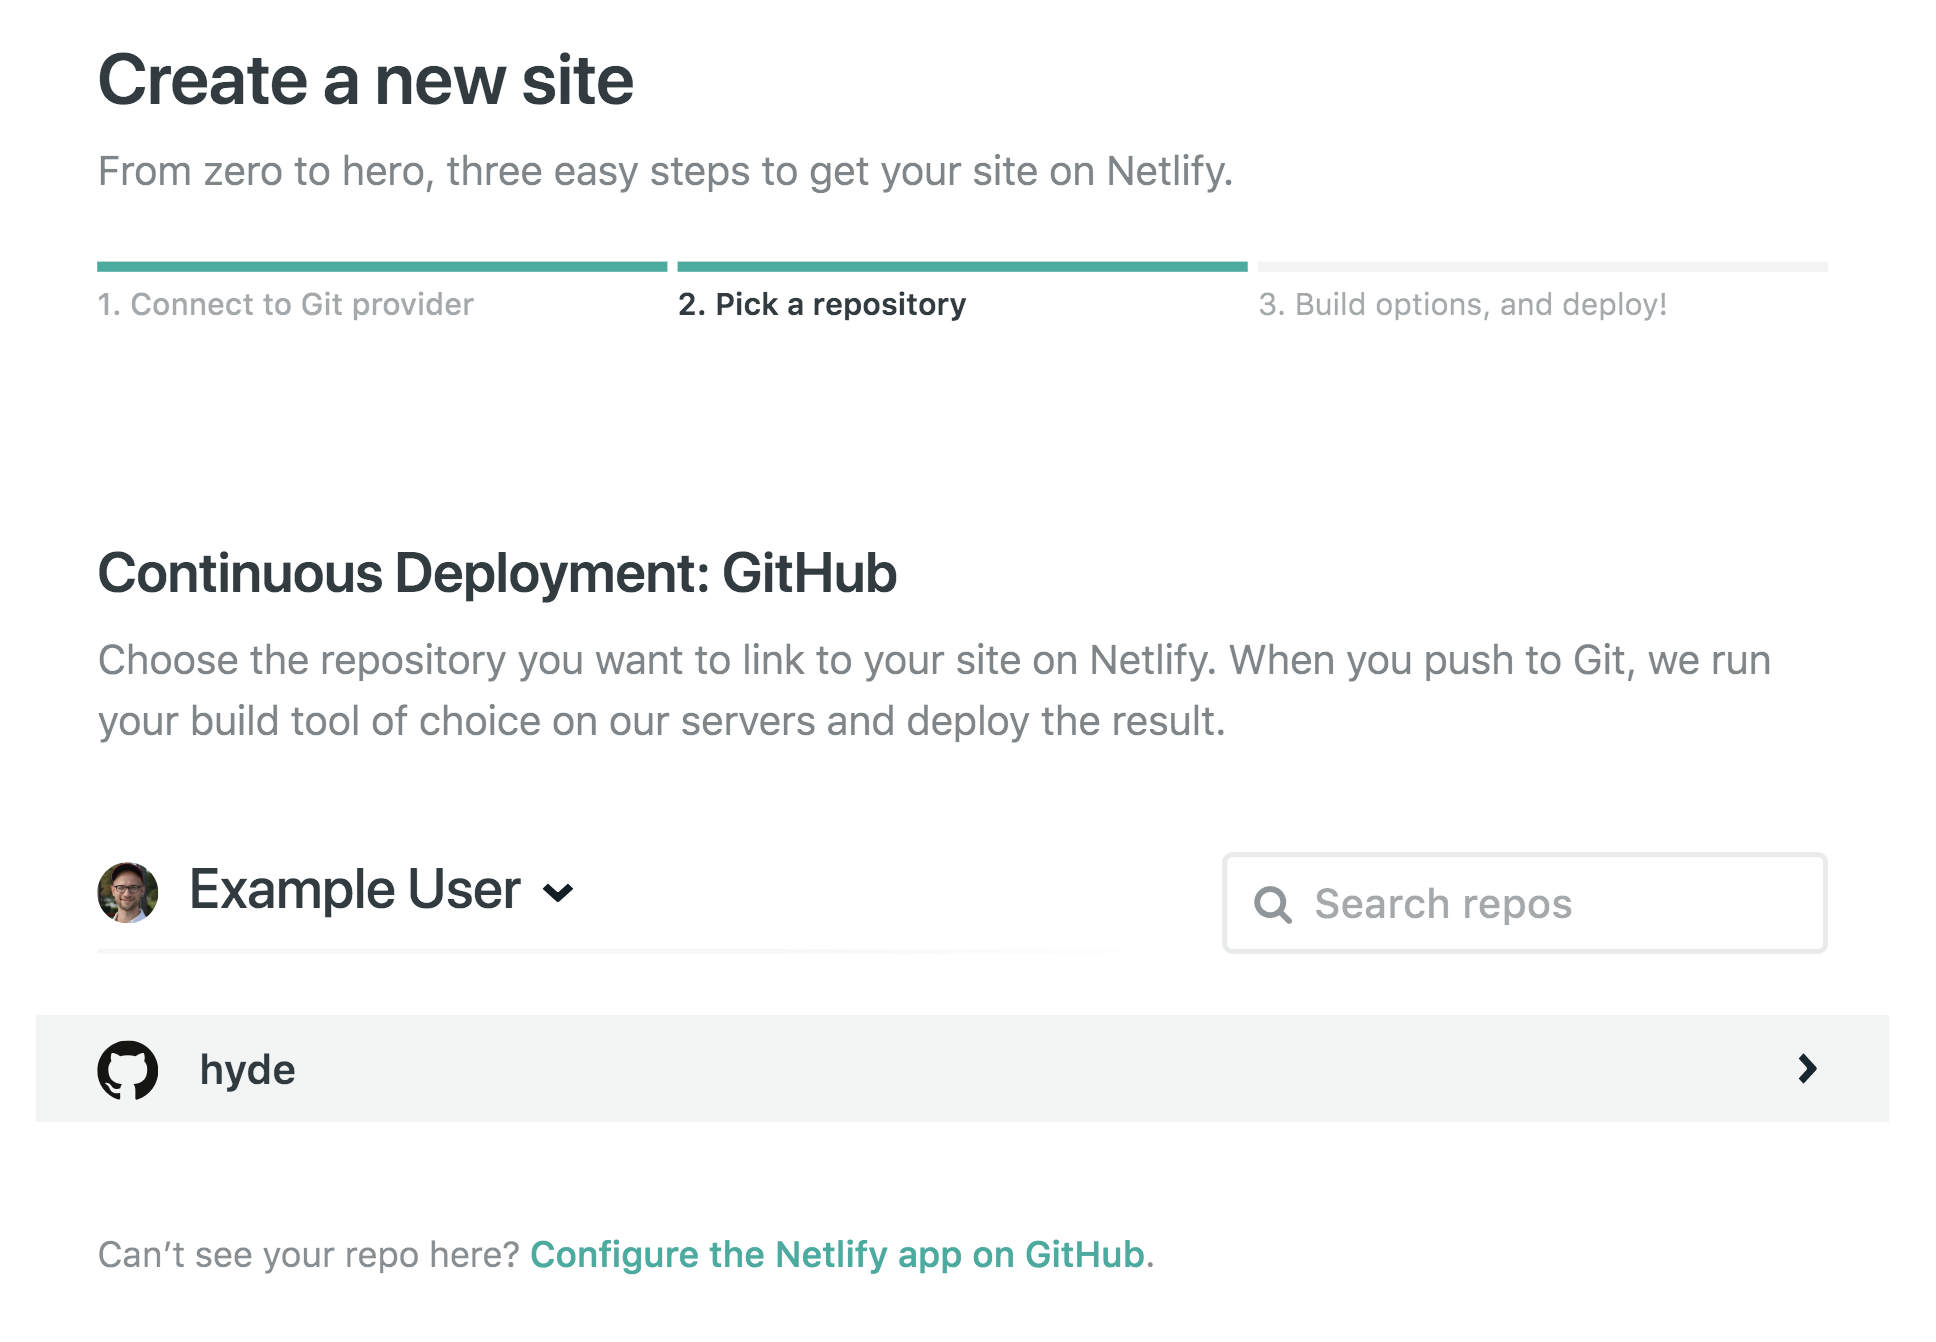 Create a new site
From zero to hero, three easy steps to get your site on Netlify.
1. Connect to Git provider
2. Pick a repository
3. Build options, and deploy!
Continuous Deployment: GitHub
Choose the repository you want to link to your site on Netlify. When you push to Git, we run
your build tool of choice on our servers and deploy the result.
Example User
Search repos
hyde
Can’t see your repo here? Configure the Netlify app on GitHub.